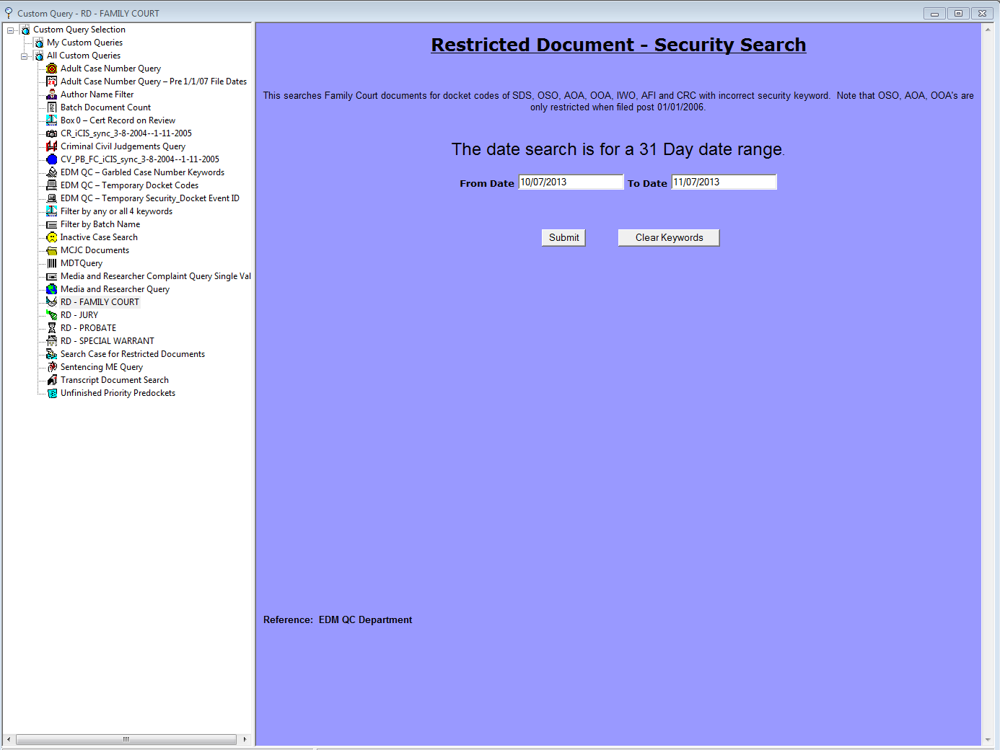 Custom Query - RD - FAMILY COURT
Custom Query Selection
My Custom Queries
All Custom Queries
Adult Case Number Query
Adult Case Number Query – Pre 1/1/07 File Dates
Author Name Filter
Batch Document Count
Box 0 – Cert Record on Review
CR_iCIS_sync_3-8-2004--1-11-2005
Criminal Civil Judgements Query
CV_PB_FC_iCIS_sync_3-8-2004--1-11-2005
EDM QC – Garbled Case Number Keywords
EDM QC – Temporary Docket Codes
EDM QC – Temporary Security_Docket Event ID
Filter by any or all 4 keywords
Filter by Batch Name
Inactive Case Search
MCJC Documents
MDTQuery
Media and Researcher Complaint Query Single Val
Media and Researcher Query
RD - FAMILY COURT
RD - JURY
RD - PROBATE
RD - SPECIAL WARRANT
Search Case for Restricted Documents
Sentencing ME Query
Transcript Document Search
Unfinished Priority Predockets
Restricted Document - Security Search
This searches Family Court documents for docket codes of SDS, OSO, AOA, OOA, IWO, AFI and CRC with incorrect security keyword.  Note that OSO, AOA, OOA's are
only restricted when filed post 01/01/2006.
The date search is for a 31 Day date range.
From Date 10/07/2013 To Date 11/07/2013
Submit Clear Keywords
Reference:  EDM QC Department